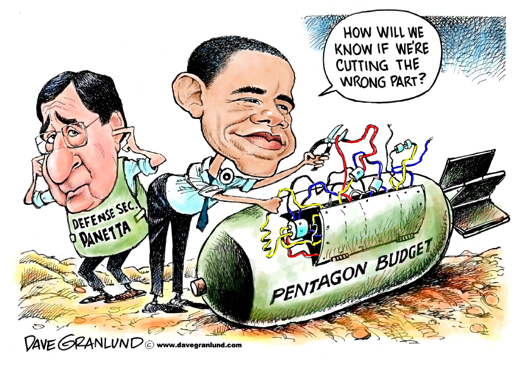 HOW WILL WE
KNOW IF WE'RE
CUTTING THE
WRONG PART?
DEFENSE SEC.
PANETTA
PENTAGON BUDGET
DAVE GRANLUND © www.davegranlund.com